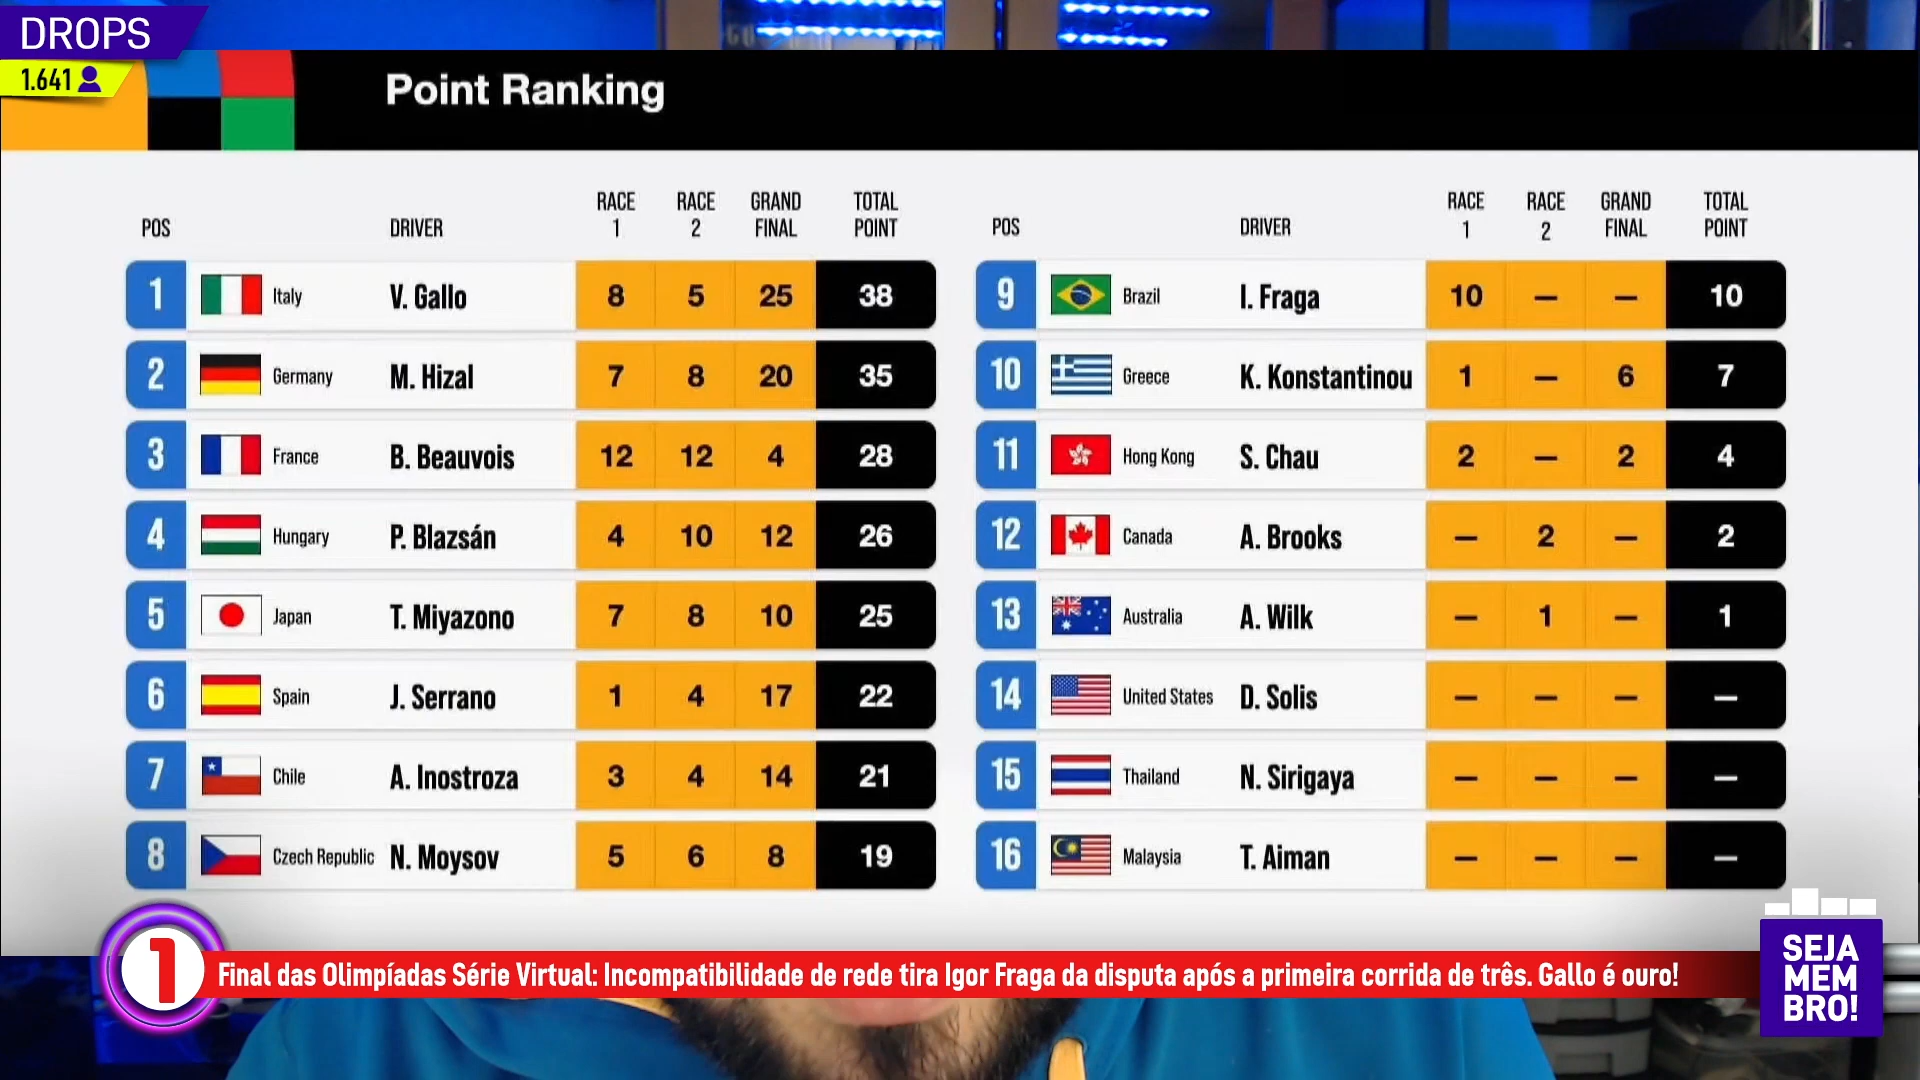 DROPS
1.641
Point Ranking
POS DRIVER RACE 1 RACE 2 GRAND FINAL TOTAL POINT
1 Italy V. Gallo 8 5 25 38
2 Germany M. Hizal 7 8 20 35
3 France B. Beauvois 12 12 4 28
4 Hungary P. Blazsán 4 10 12 26
5 Japan T. Miyazono 7 8 10 25
6 Spain J. Serrano 1 4 17 22
7 Chile A. Inostroza 3 4 14 21
8 Czech Republic N. Moysov 5 6 8 19
POS DRIVER RACE 1 RACE 2 GRAND FINAL TOTAL POINT
9 Brazil I. Fraga 10 — — 10
10 Greece K. Konstantinou 1 — 6 7
11 Hong Kong S. Chau 2 — 2 4
12 Canada A. Brooks — 2 — 2
13 Australia A. Wilk — 1 — 1
14 United States D. Solis — — — —
15 Thailand N. Sirigaya — — — —
16 Malaysia T. Aiman — — — —
1 Final das Olimpíadas Série Virtual: Incompatibilidade de rede tira Igor Fraga da disputa após a primeira corrida de três. Gallo é ouro!
SEJA
MEM
BRO!